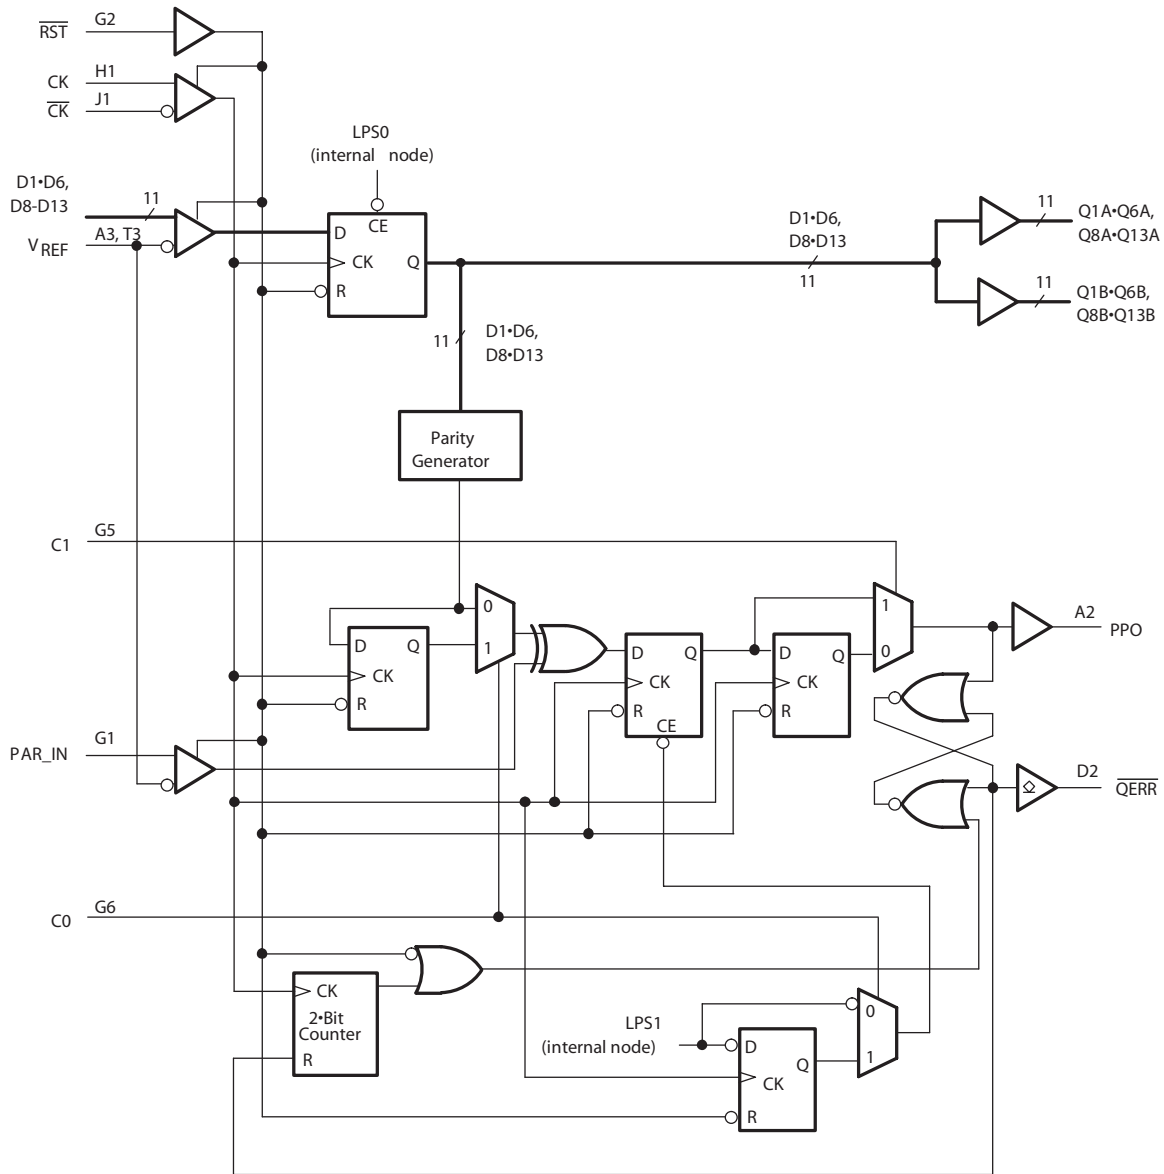 RST G2
CK H1
CK J1
LPS0
(internal node)
D1•D6,
D8-D13
11
VREF A3, T3
D CE
CK Q
R
D1•D6,
D8•D13
11
11
Q1A•Q6A,
Q8A•Q13A
11
Q1B•Q6B,
Q8B•Q13B
11
D1•D6,
D8•D13
Parity
Generator
C1 G5
0
1
D Q
CK
R
D Q
CK
R
CE
D Q
CK
R
1
0
A2
PPO
PAR_IN G1
D2
QERR
C0 G6
CK
2•Bit
Counter
R
LPS1
(internal node)
D Q
CK
R
0
1